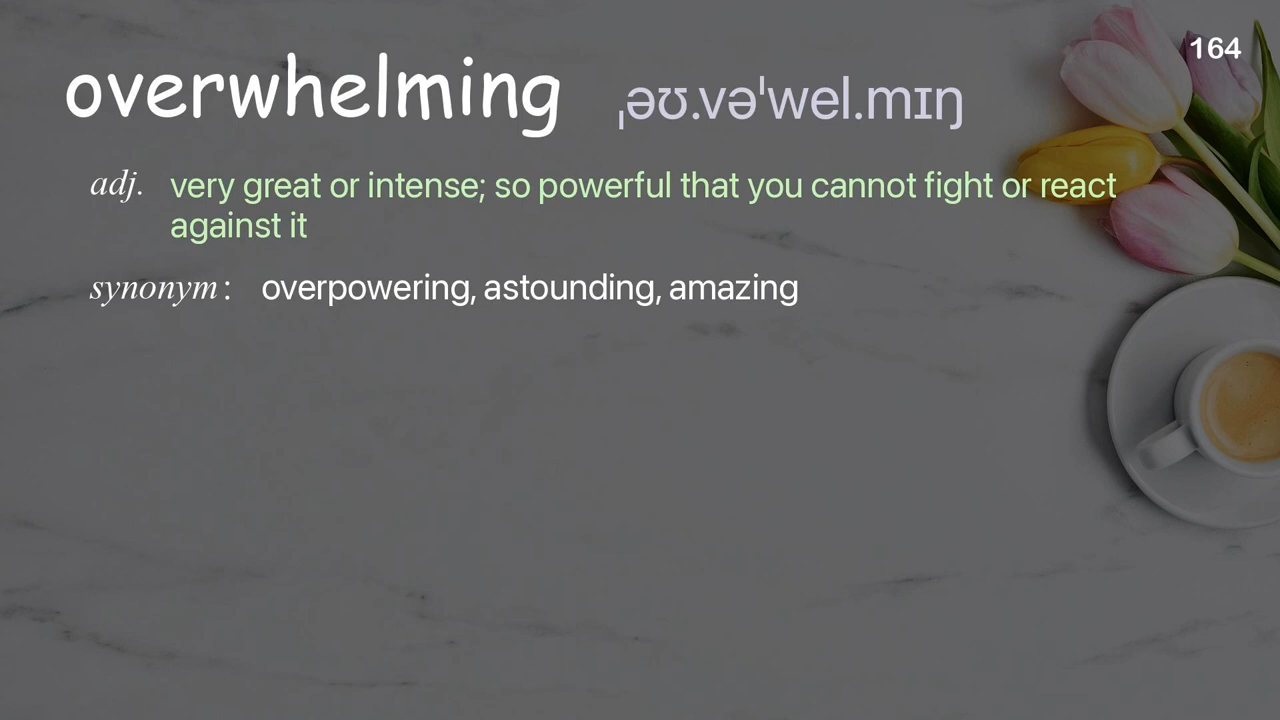 164
overwhelming ˌəʊ.vəˈwel.mɪŋ
adj. very great or intense; so powerful that you cannot fight or react
against it
synonym: overpowering, astounding, amazing